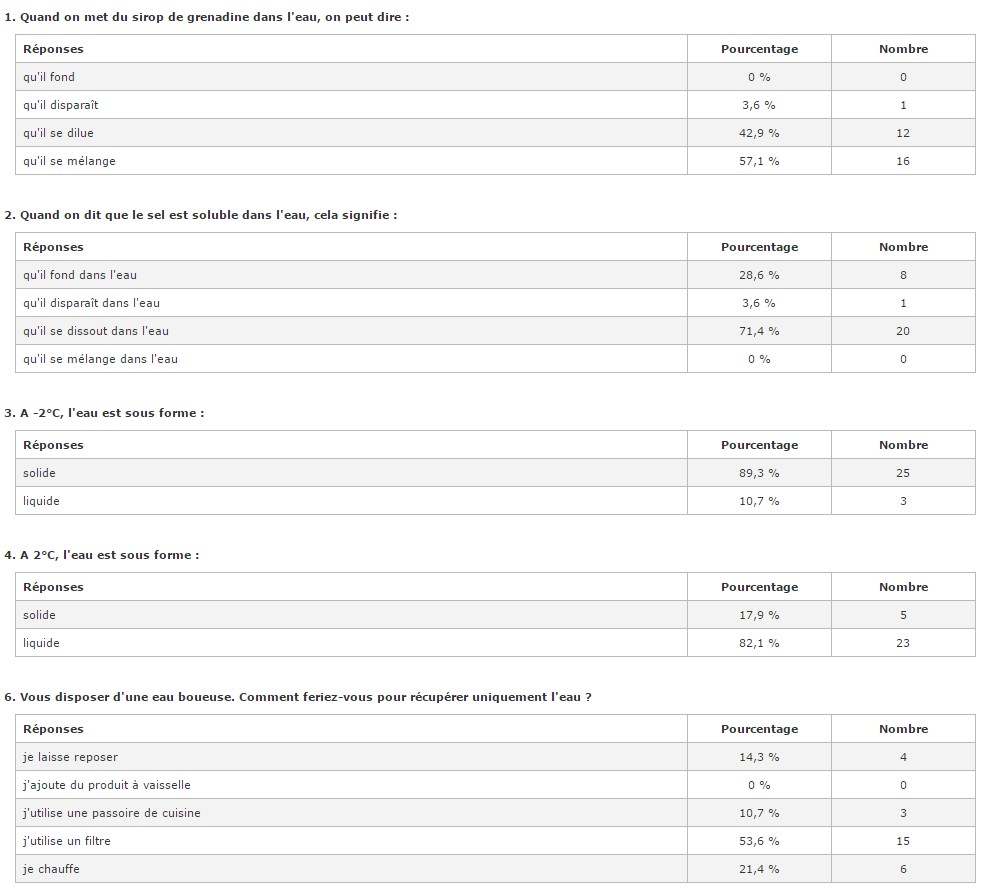 1. Quand on met du sirop de grenadine dans l'eau, on peut dire :
Réponses Pourcentage Nombre
qu'il fond 0 % 0
qu'il disparaît 3,6 % 1
qu'il se dilue 42,9 % 12
qu'il se mélange 57,1 % 16
2. Quand on dit que le sel est soluble dans l'eau, cela signifie :
Réponses Pourcentage Nombre
qu'il fond dans l'eau 28,6 % 8
qu'il disparaît dans l'eau 3,6 % 1
qu'il se dissout dans l'eau 71,4 % 20
qu'il se mélange dans l'eau 0 % 0
3. A -2°C, l'eau est sous forme :
Réponses Pourcentage Nombre
solide 89,3 % 25
liquide 10,7 % 3
4. A 2°C, l'eau est sous forme :
Réponses Pourcentage Nombre
solide 17,9 % 5
liquide 82,1 % 23
6. Vous disposer d'une eau boueuse. Comment feriez-vous pour récupérer uniquement l'eau ?
Réponses Pourcentage Nombre
je laisse reposer 14,3 % 4
j'ajoute du produit à vaisselle 0 % 0
j'utilise une passoire de cuisine 10,7 % 3
j'utilise un filtre 53,6 % 15
je chauffe 21,4 % 6